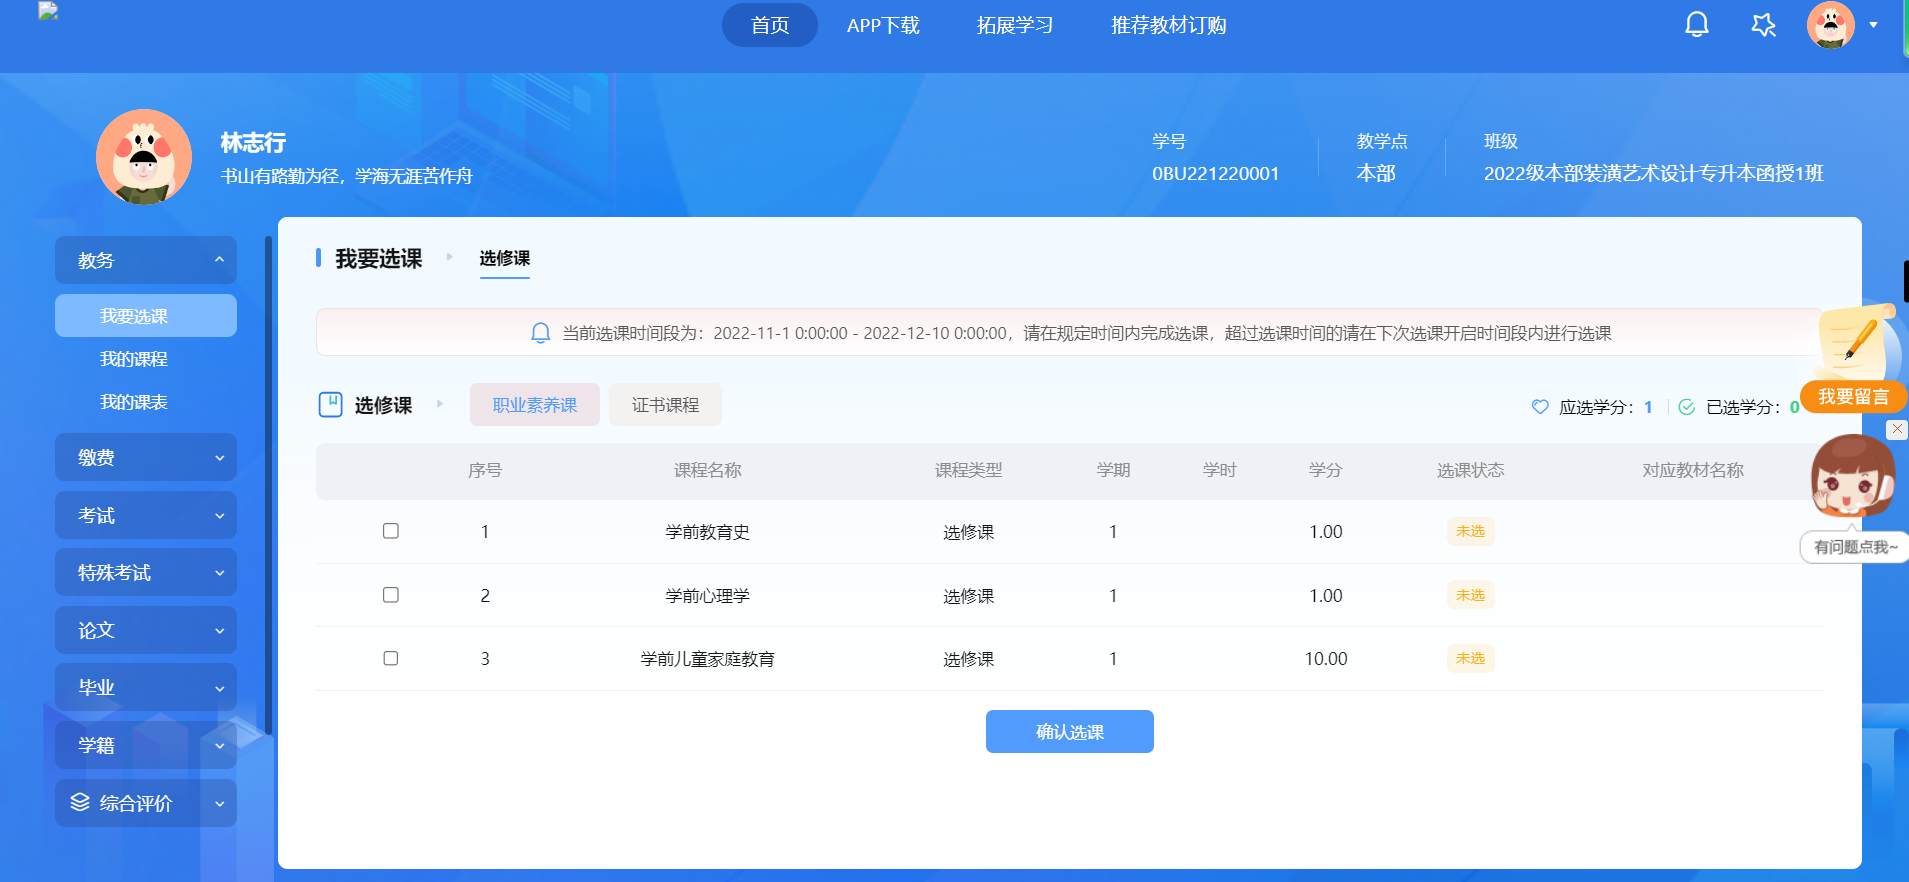 首页 APP下载 拓展学习 推荐教材订购
林志行
书山有路勤为径，学海无涯苦作舟
学号 教学点 班级
0BU221220001 本部 2022级本部装潢艺术设计专升本函授1班
教务
我要选课
我的课程
我的课表
缴费
考试
特殊考试
论文
毕业
学籍
综合评价
我要选课 选修课
当前选课时间段为：2022-11-1 0:00:00 - 2022-12-10 0:00:00，请在规定时间内完成选课，超过选课时间的请在下次选课开启时间段内进行选课
选修课 职业素养课 证书课程 应选学分：1 已选学分：0
序号 课程名称 课程类型 学期 学时 学分 选课状态 对应教材名称
1 学前教育史 选修课 1 1.00 未选
2 学前心理学 选修课 1 1.00 未选
3 学前儿童家庭教育 选修课 1 10.00 未选
确认选课
我要留言
有问题点我~